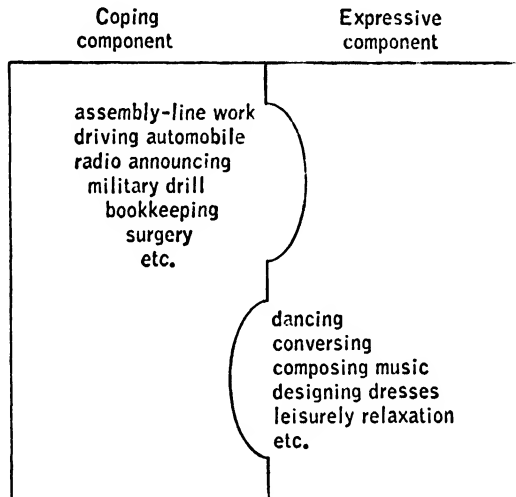 Coping
component
Expressive
component
assembly-line work
driving automobile
radio announcing
military drill
bookkeeping
surgery
etc.
dancing
conversing
composing music
designing dresses
leisurely relaxation
etc.